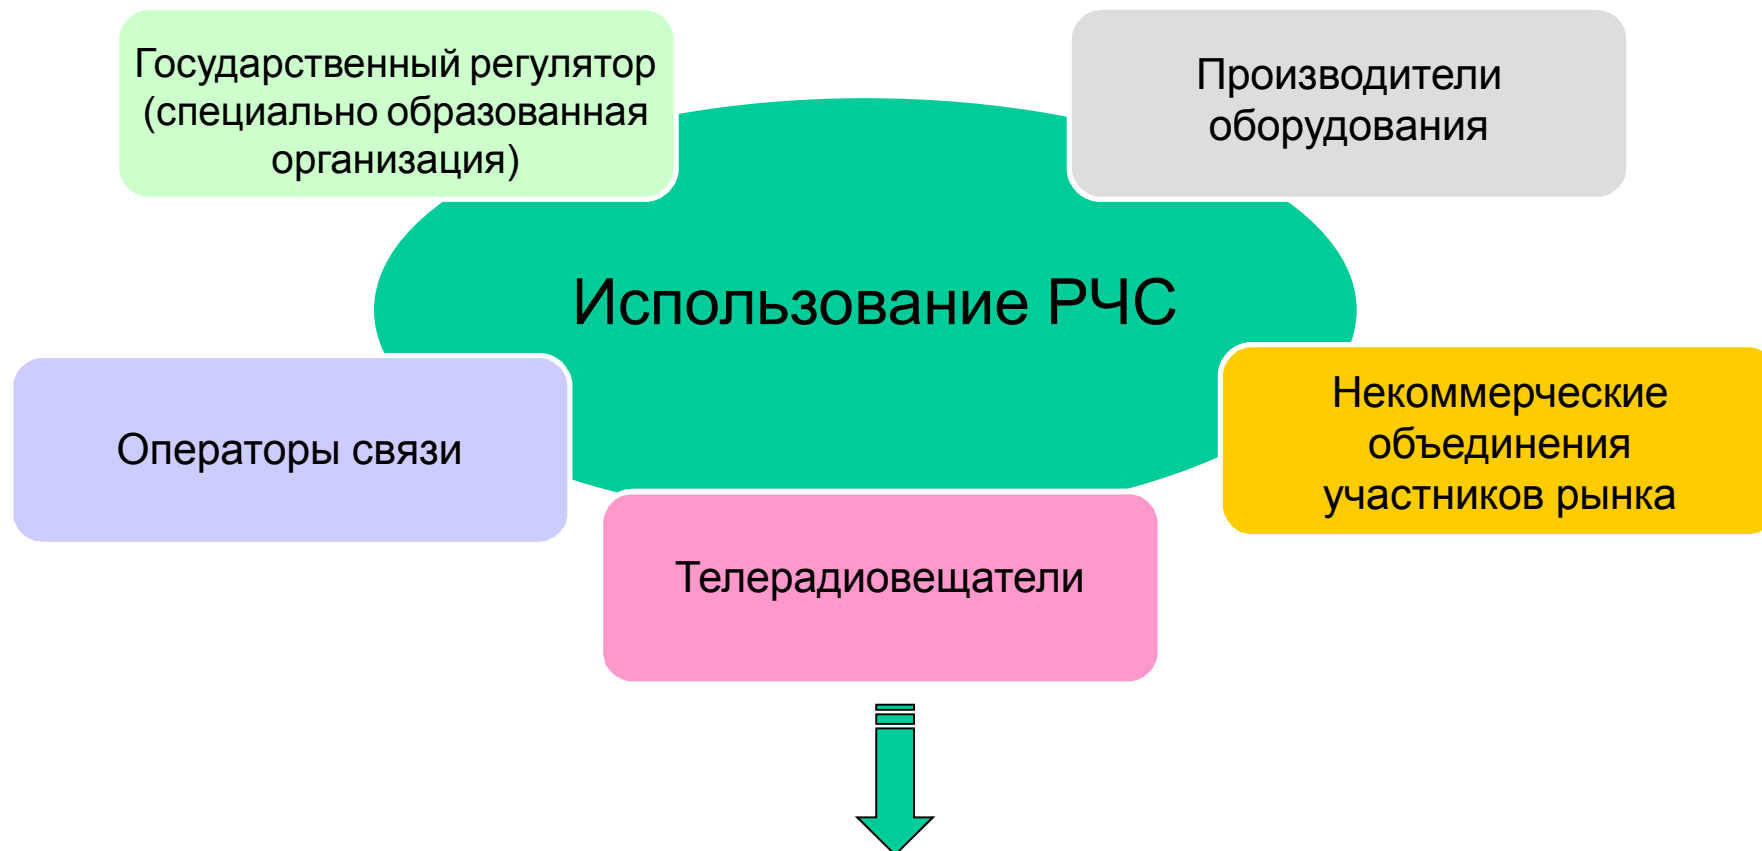 Государственный регулятор
(специально образованная
организация)
Производители
оборудования
Использование РЧС
Операторы связи
Некоммерческие
объединения
участников рынка
Телерадиовещатели